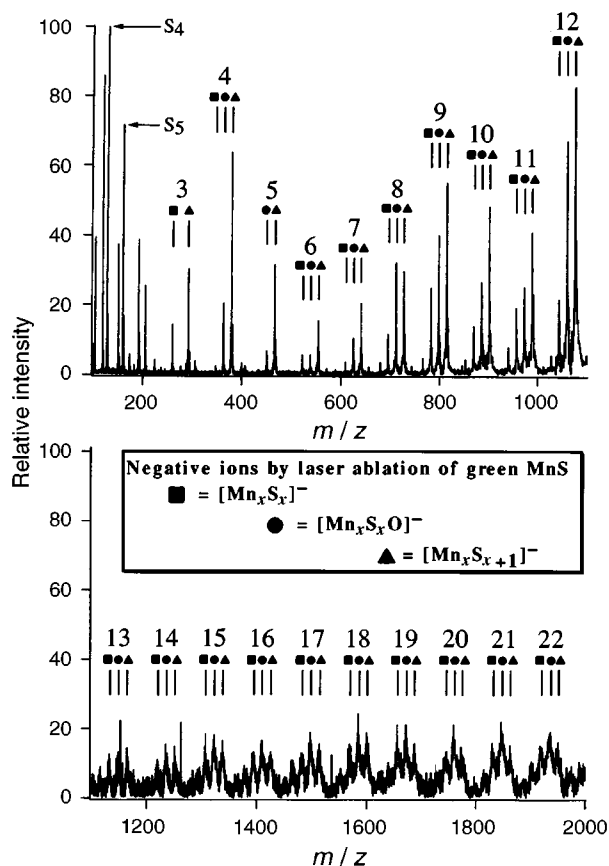 Relative intensity
100
80
60
40
20
0
S4
S5
3
4
5
6
7
8
9
10
11
12
200 400 600 800 1000
m / z
100
80
60
40
20
0
Negative ions by laser ablation of green MnS
■ = [MnxSx]−
● = [MnxSxO]−
▲ = [MnxSx+1]−
13 14 15 16 17 18 19 20 21 22
1200 1400 1600 1800 2000
m / z